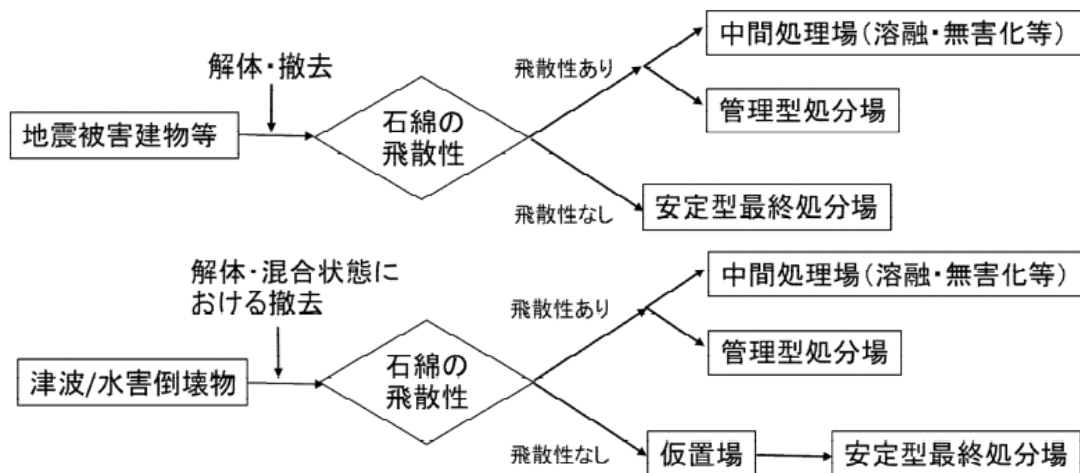 解体・撤去
地震被害建物等
石綿の
飛散性
飛散性あり
中間処理場(溶融・無害化等)
管理型処分場
飛散性なし
安定型最終処分場
解体・混合状態に
おける撤去
津波/水害倒壊物
石綿の
飛散性
飛散性あり
中間処理場(溶融・無害化等)
管理型処分場
飛散性なし
仮置場
安定型最終処分場